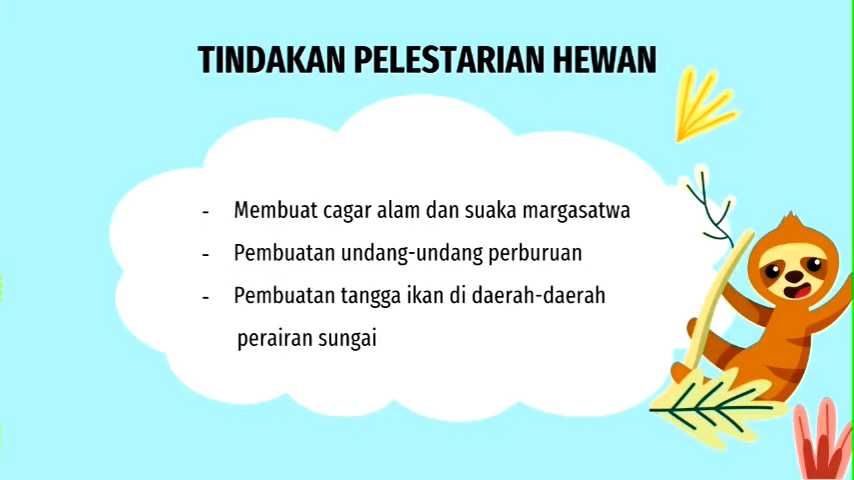 TINDAKAN PELESTARIAN HEWAN
- Membuat cagar alam dan suaka margasatwa
- Pembuatan undang-undang perburuan
- Pembuatan tangga ikan di daerah-daerah
perairan sungai